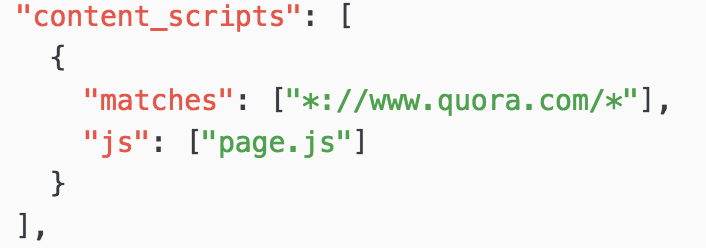 "content_scripts": [
  {
    "matches": ["*://www.quora.com/*"],
    "js": ["page.js"]
  }
],